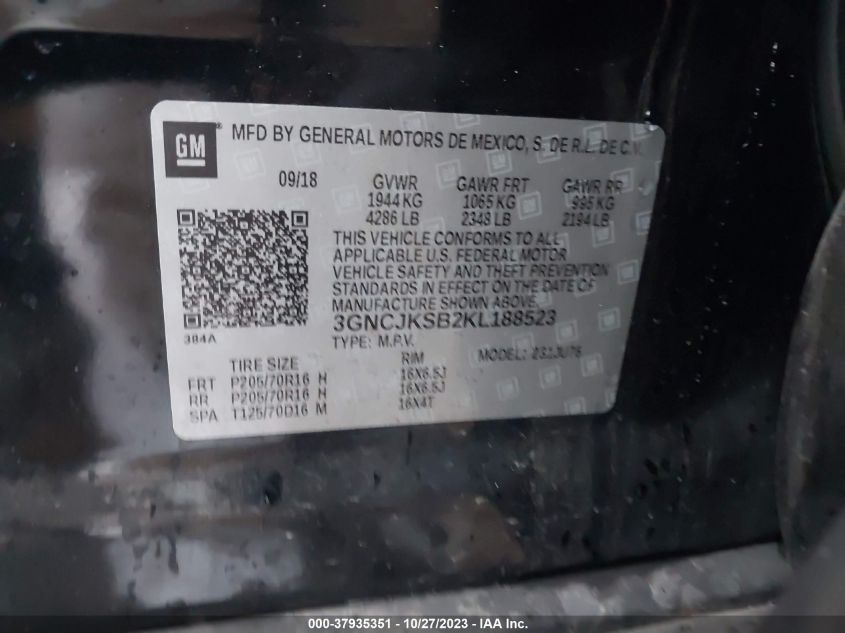 GM
MFD BY GENERAL MOTORS DE MEXICO, S. DE R.L. DE C.V.
09/18 GVWR GAWR FRT GAWR RR
1944 KG 1065 KG 995 KG
4286 LB 2348 LB 2194 LB
THIS VEHICLE CONFORMS TO ALL
APPLICABLE U.S. FEDERAL MOTOR
VEHICLE SAFETY AND THEFT PREVENTION
STANDARDS IN EFFECT ON THE DATE OF
MANUFACTURE SHOWN ABOVE.
3GNCJKSB2KL188523
384A
TYPE: M.P.V. MODEL:
TIRE SIZE RIM
FRT P205/70R16 H 16X6.5J
RR P205/70R16 H 16X6.5J
SPA T125/70D16 M 16X4T
000-37935351 - 10/27/2023 - IAAI.com